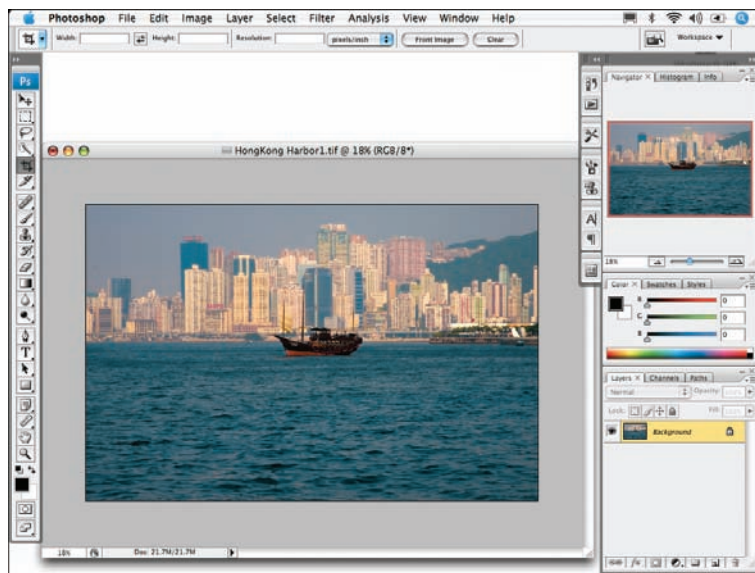 Photoshop File Edit Image Layer Select Filter Analysis View Window Help
Width: Height: Resolution: pixels/inch Front Image Clear Workspace
Ps
Navigator × Histogram Info
HongKong Harbor1.tif @ 18% (RGB/8*)
18%
Color × Swatches Styles
R 0
G 0
B 0
Layers × Channels Paths
Normal Opacity:
Lock: Fill:
Background
18% Doc: 21.7M/21.7M